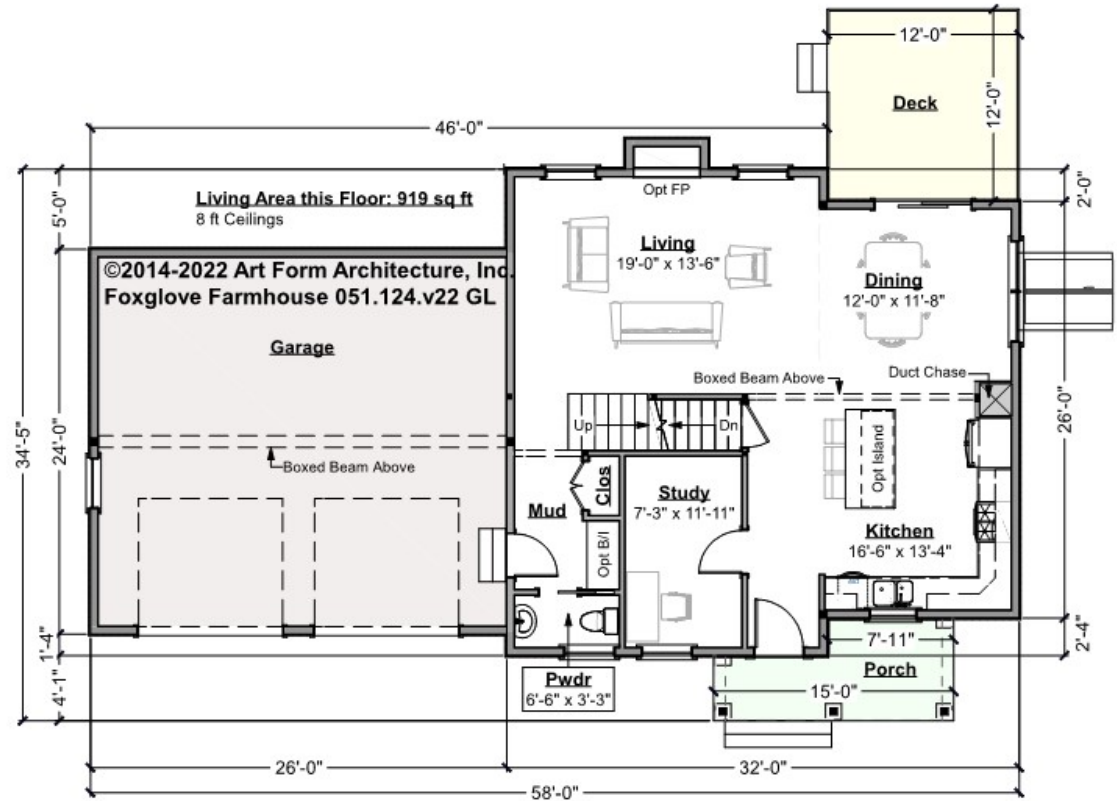 12'-0"
Deck
12'-0"
46'-0"
2'-0"
5'-0"
Living Area this Floor: 919 sq ft
8 ft Ceilings
Opt FP
©2014-2022 Art Form Architecture, Inc.
Foxglove Farmhouse 051.124.v22 GL
Living
19'-0" x 13'-6"
Dining
12'-0" x 11'-8"
Garage
Boxed Beam Above
Duct Chase
34'-5"
24'-0"
26'-0"
Up
Dn
Opt Island
Boxed Beam Above
Clos
Study
7'-3" x 11'-11"
Mud
Kitchen
16'-6" x 13'-4"
Opt B/I
1'-4"
2'-4"
7'-11"
Porch
4'-1"
Pwdr
6'-6" x 3'-3"
15'-0"
26'-0"
32'-0"
58'-0"